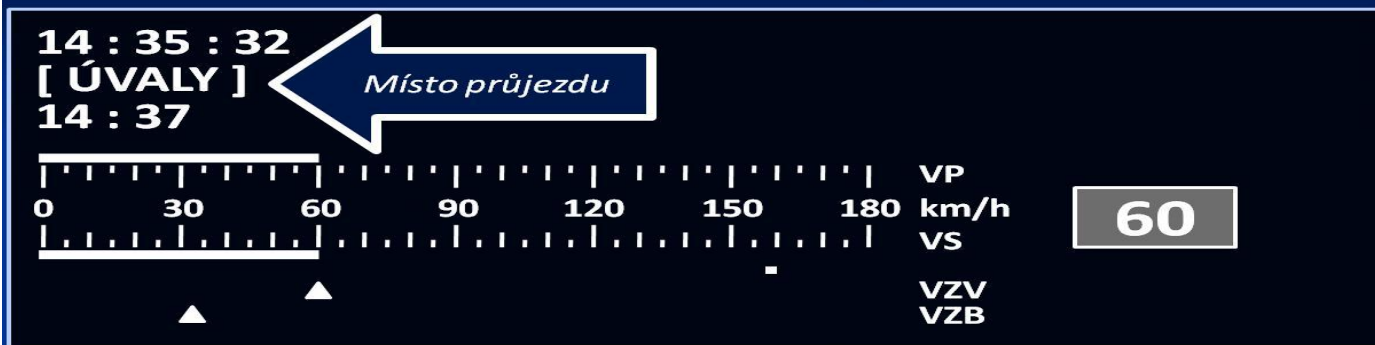 14 : 35 : 32
[ ÚVALY ]
Místo průjezdu
14 : 37
VP
0 30 60 90 120 150 180 km/h
60
VS
VZV
VZB